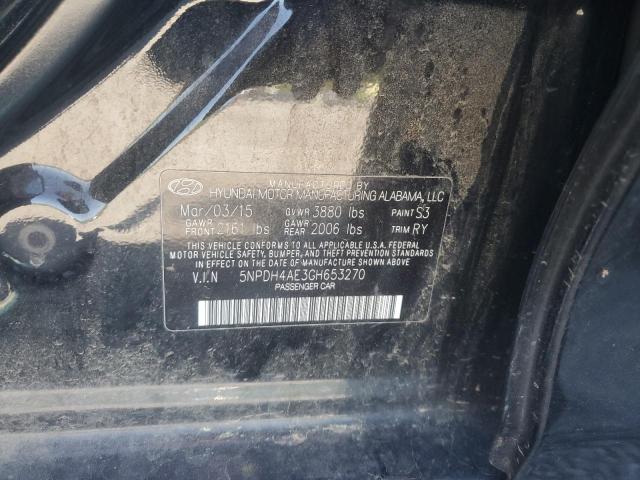 MANUFACTURED BY
HYUNDAI MOTOR MANUFACTURING ALABAMA, LLC
Mar/03/15 GVWR 3880 lbs PAINT S3
GAWR FRONT 2161 lbs GAWR REAR 2006 lbs TRIM RY
THIS VEHICLE CONFORMS TO ALL APPLICABLE U.S.A. FEDERAL
MOTOR VEHICLE SAFETY, BUMPER, AND THEFT PREVENTION
STANDARDS IN EFFECT ON THE DATE OF MANUFACTURE SHOWN ABOVE.
V.I.N 5NPDH4AE3GH653270
PASSENGER CAR